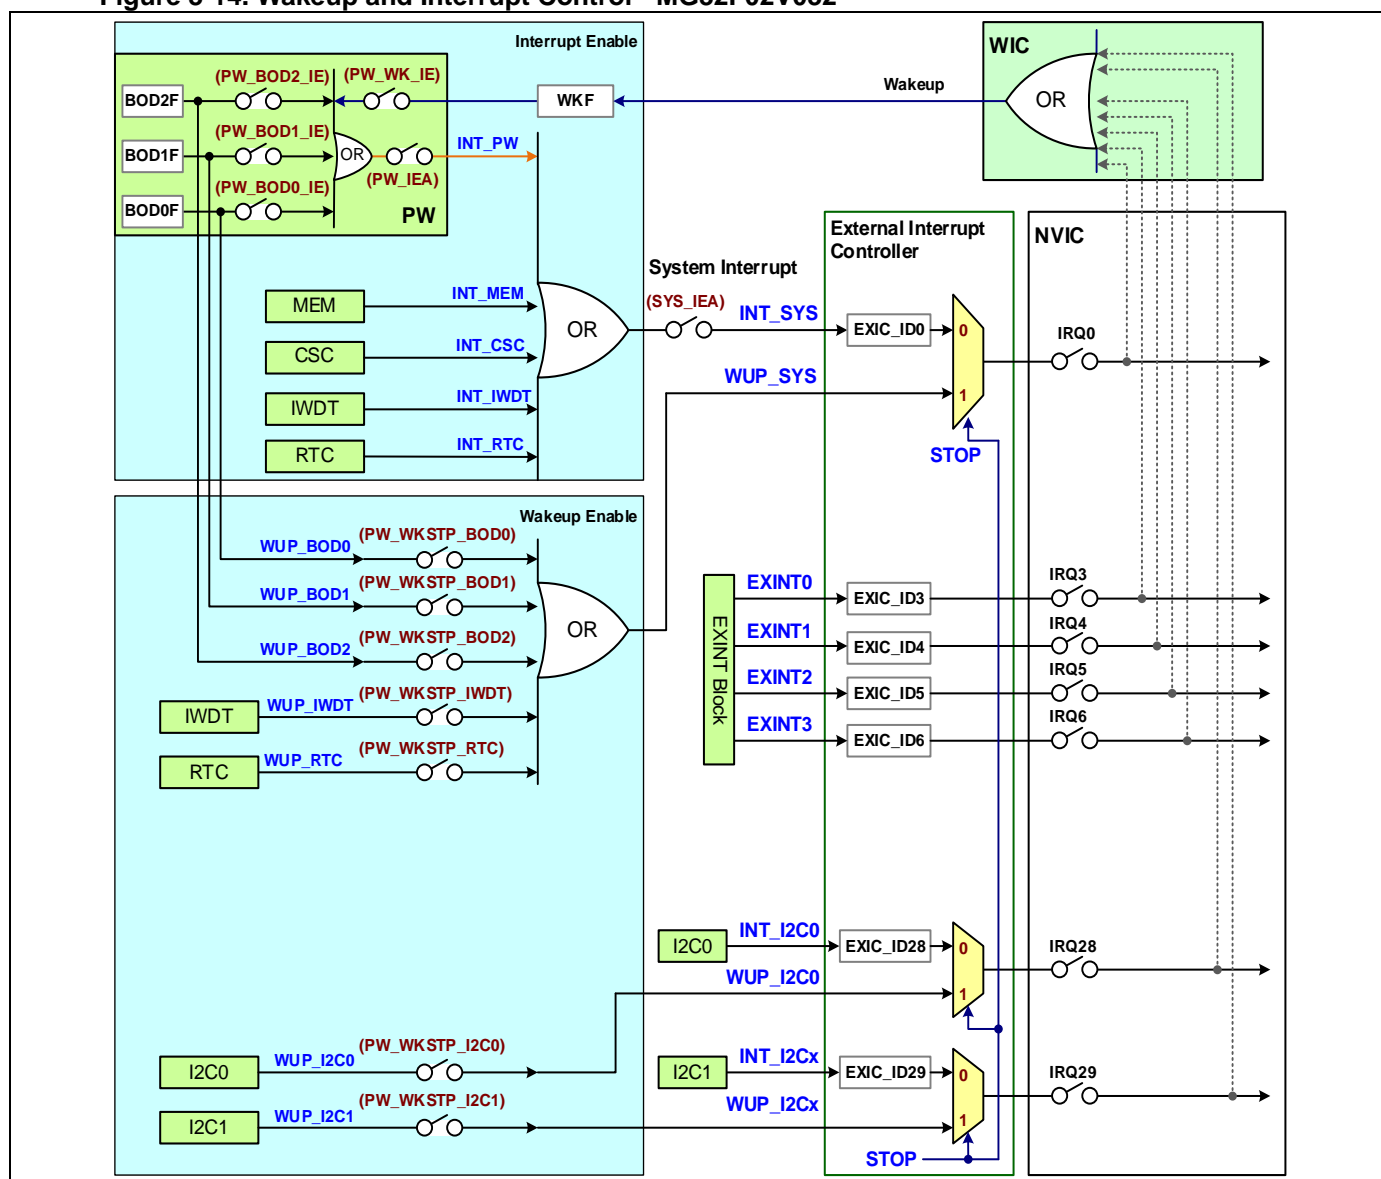 Interrupt Enable
(PW_BOD2_IE)
(PW_WK_IE)
BOD2F
WKF
Wakeup
WIC
OR
(PW_BOD1_IE)
BOD1F
OR
INT_PW
(PW_IEA)
(PW_BOD0_IE)
BOD0F
PW
External Interrupt
Controller
NVIC
System Interrupt
MEM
INT_MEM
(SYS_IEA)
INT_SYS
EXIC_ID0
0
IRQ0
OR
CSC
INT_CSC
WUP_SYS
1
IWDT
INT_IWDT
RTC
INT_RTC
STOP
Wakeup Enable
WUP_BOD0
(PW_WKSTP_BOD0)
WUP_BOD1
(PW_WKSTP_BOD1)
WUP_BOD2
(PW_WKSTP_BOD2)
OR
IWDT
WUP_IWDT
(PW_WKSTP_IWDT)
RTC
WUP_RTC
(PW_WKSTP_RTC)
EXINT Block
EXINT0
EXIC_ID3
IRQ3
EXINT1
EXIC_ID4
IRQ4
EXINT2
EXIC_ID5
IRQ5
EXINT3
EXIC_ID6
IRQ6
I2C0
INT_I2C0
EXIC_ID28
0
IRQ28
WUP_I2C0
1
I2C0
WUP_I2C0
(PW_WKSTP_I2C0)
I2C1
INT_I2Cx
EXIC_ID29
0
IRQ29
I2C1
WUP_I2C1
(PW_WKSTP_I2C1)
WUP_I2Cx
1
STOP